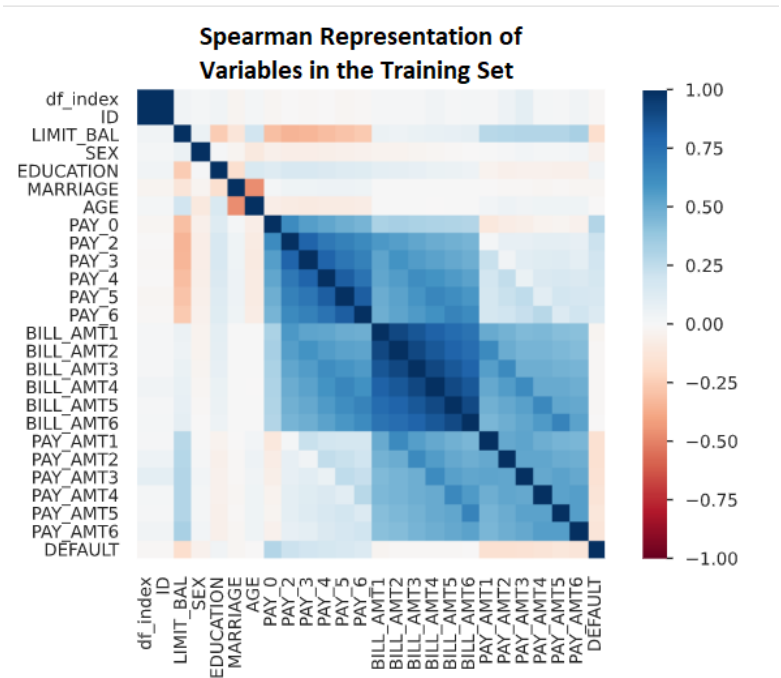 Spearman Representation of
Variables in the Training Set
df_index
ID
LIMIT_BAL
SEX
EDUCATION
MARRIAGE
AGE
PAY_0
PAY_2
PAY_3
PAY_4
PAY_5
PAY_6
BILL_AMT1
BILL_AMT2
BILL_AMT3
BILL_AMT4
BILL_AMT5
BILL_AMT6
PAY_AMT1
PAY_AMT2
PAY_AMT3
PAY_AMT4
PAY_AMT5
PAY_AMT6
DEFAULT
1.00
0.75
0.50
0.25
0.00
−0.25
−0.50
−0.75
−1.00
df_index
ID
LIMIT_BAL
SEX
EDUCATION
MARRIAGE
AGE
PAY_0
PAY_2
PAY_3
PAY_4
PAY_5
PAY_6
BILL_AMT1
BILL_AMT2
BILL_AMT3
BILL_AMT4
BILL_AMT5
BILL_AMT6
PAY_AMT1
PAY_AMT2
PAY_AMT3
PAY_AMT4
PAY_AMT5
PAY_AMT6
DEFAULT